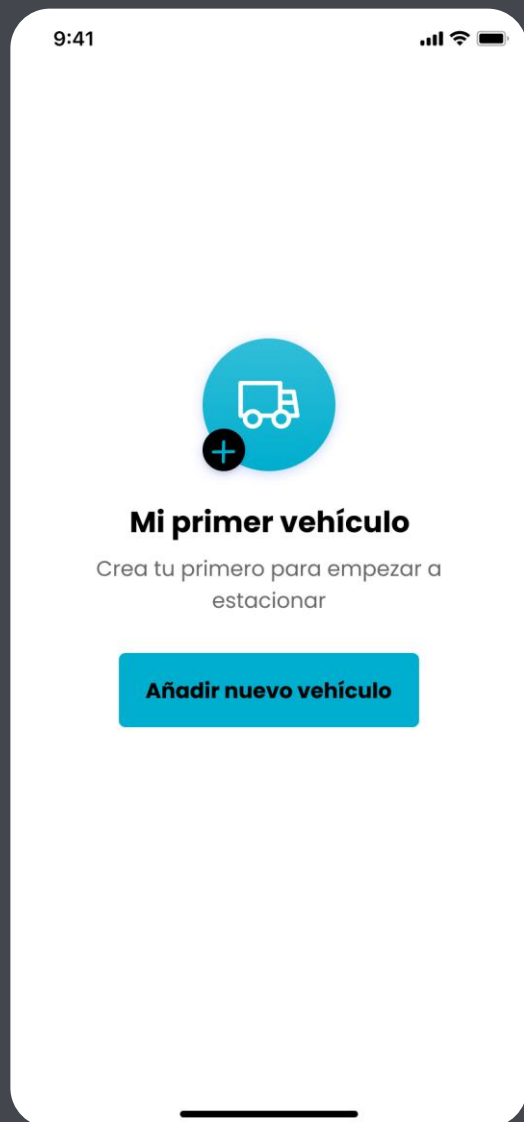 9:41
Mi primer vehículo
Crea tu primero para empezar a
estacionar
Añadir nuevo vehículo